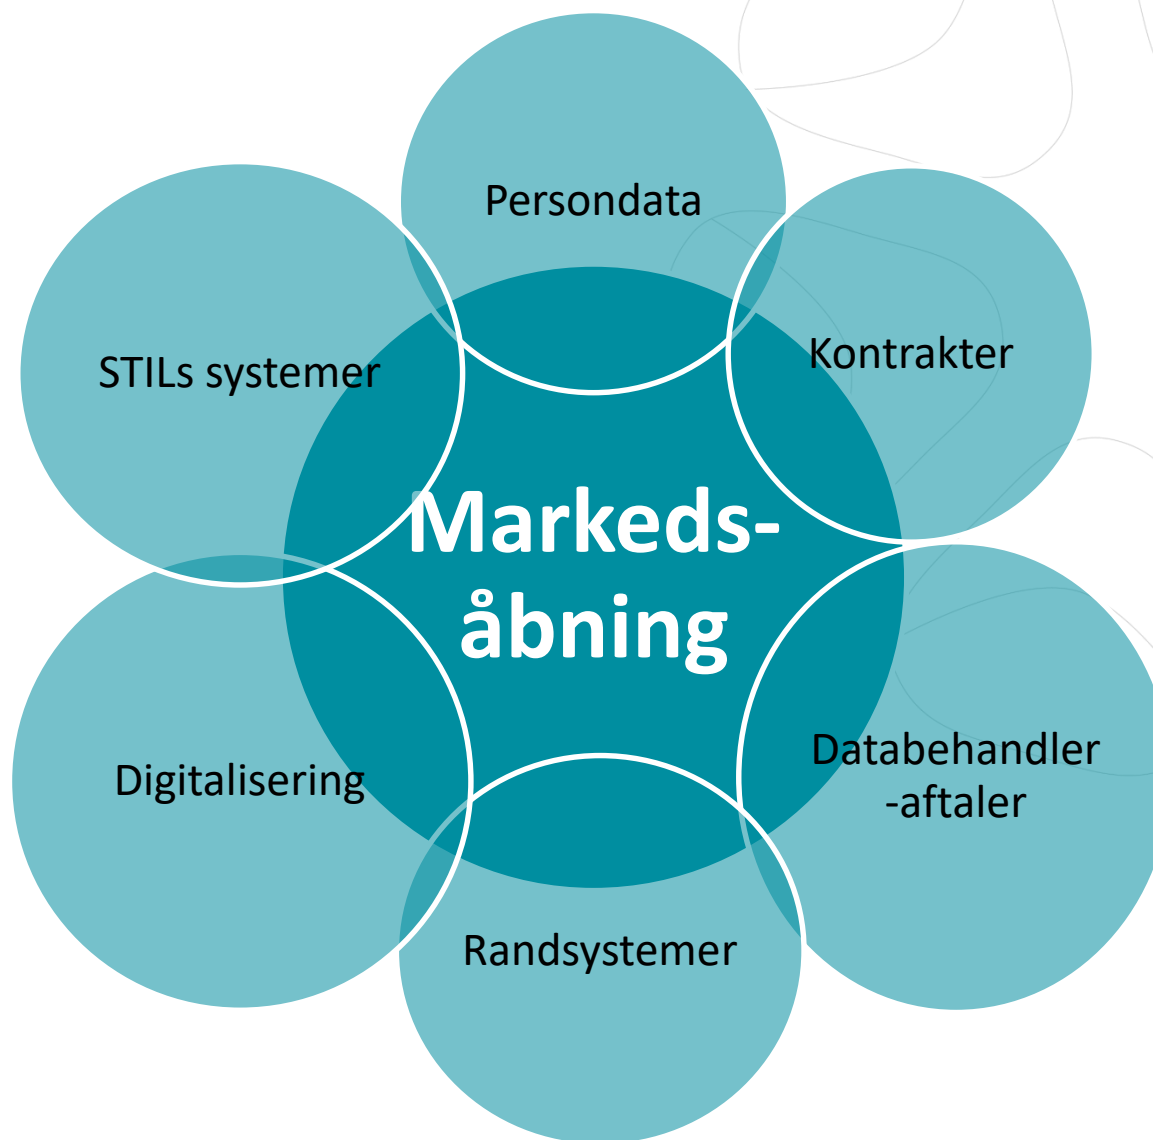 Persondata
Kontrakter
STILs systemer
Markeds-
åbning
Databehandler
-aftaler
Digitalisering
Randsystemer